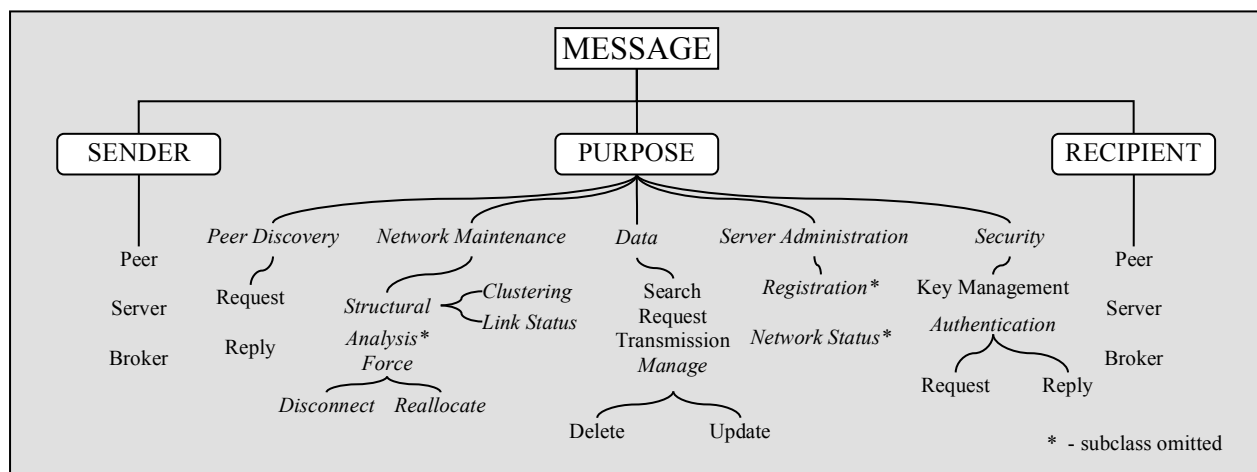 MESSAGE
SENDER
PURPOSE
RECIPIENT
Peer Discovery
Network Maintenance
Data
Server Administration
Security
Peer
Server
Broker
Request
Reply
Structural
Clustering
Link Status
Analysis*
Force
Disconnect
Reallocate
Search
Request
Transmission
Manage
Delete
Update
Registration*
Network Status*
Key Management
Authentication
Request
Reply
Peer
Server
Broker
* - subclass omitted